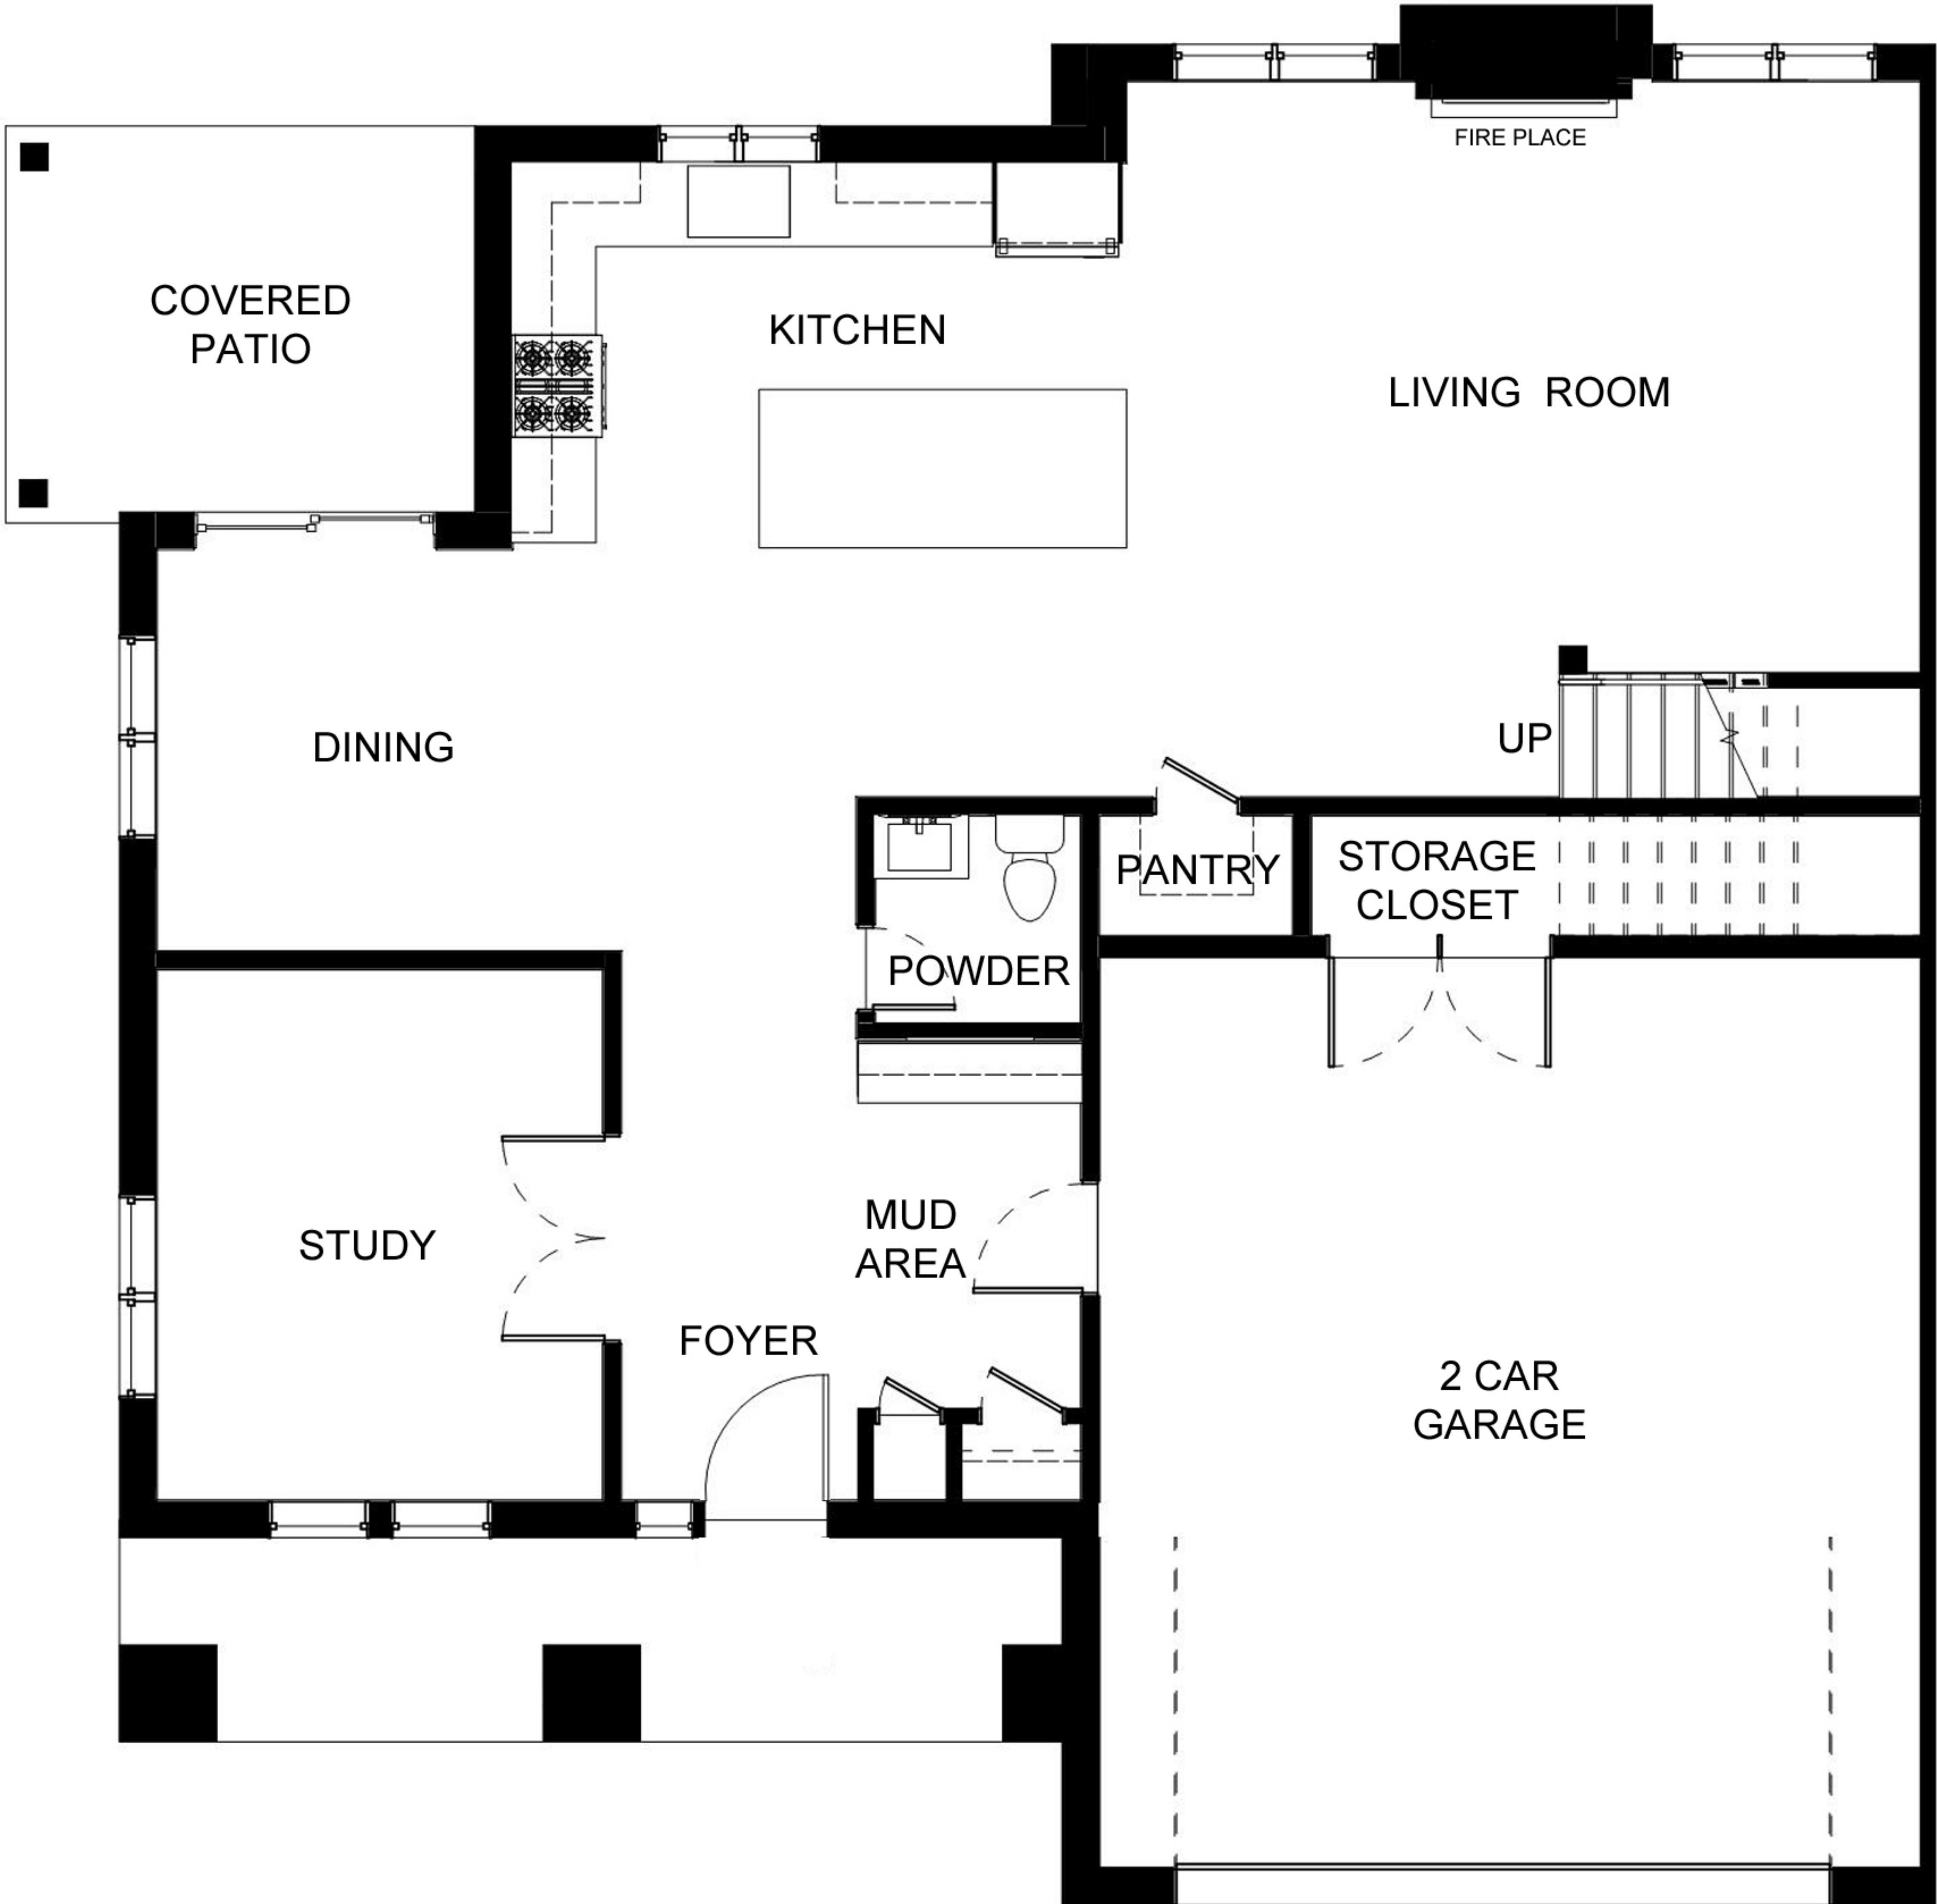 FIRE PLACE
COVERED
PATIO
KITCHEN
LIVING ROOM
UP
DINING
PANTRY
STORAGE
CLOSET
POWDER
MUD
AREA
STUDY
FOYER
2 CAR
GARAGE